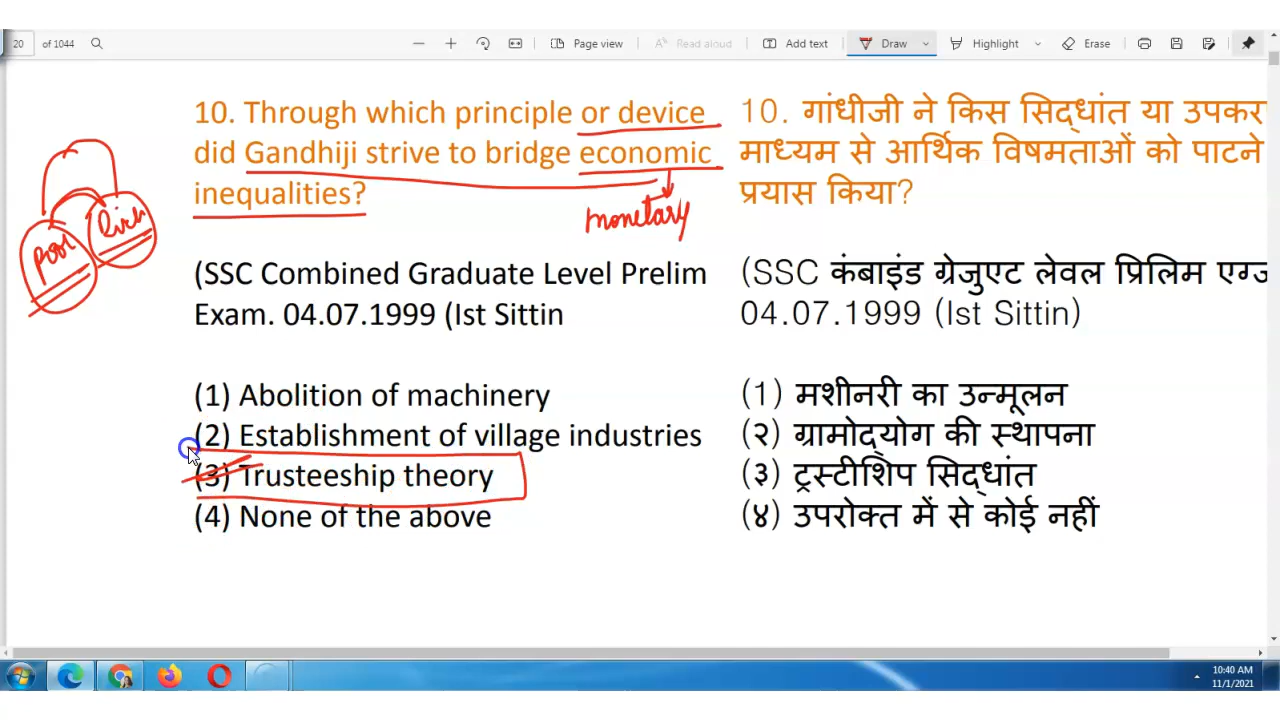 20 of 1044 Page view Read aloud Add text Draw Highlight Erase
10. Through which principle or device
did Gandhiji strive to bridge economic
inequalities?
monetary
Poor
Rich
(SSC Combined Graduate Level Prelim
Exam. 04.07.1999 (Ist Sittin
(1) Abolition of machinery
(2) Establishment of village industries
(3) Trusteeship theory
(4) None of the above
10. गांधीजी ने किस सिद्धांत या उपकर
माध्यम से आर्थिक विषमताओं को पाटने
प्रयास किया?
(SSC कंबाइंड ग्रेजुएट लेवल प्रिलिम एग्ज
04.07.1999 (Ist Sittin)
(1) मशीनरी का उन्मूलन
(२) ग्रामोद्योग की स्थापना
(३) ट्रस्टीशिप सिद्धांत
(४) उपरोक्त में से कोई नहीं
10:40 AM
11/1/2021